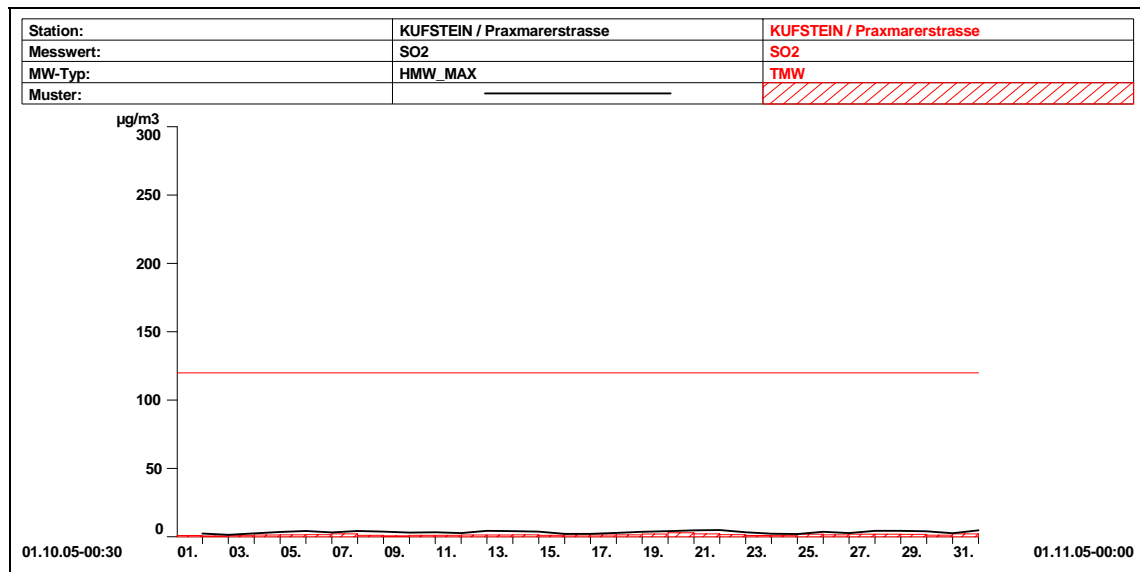 Station: KUFSTEIN / Praxmarerstrasse KUFSTEIN / Praxmarerstrasse
Messwert: SO2 SO2
MW-Typ: HMW_MAX TMW
Muster:
µg/m3
300
250
200
150
100
50
0
01.10.05-00:30 01. 03. 05. 07. 09. 11. 13. 15. 17. 19. 21. 23. 25. 27. 29. 31. 01.11.05-00:00